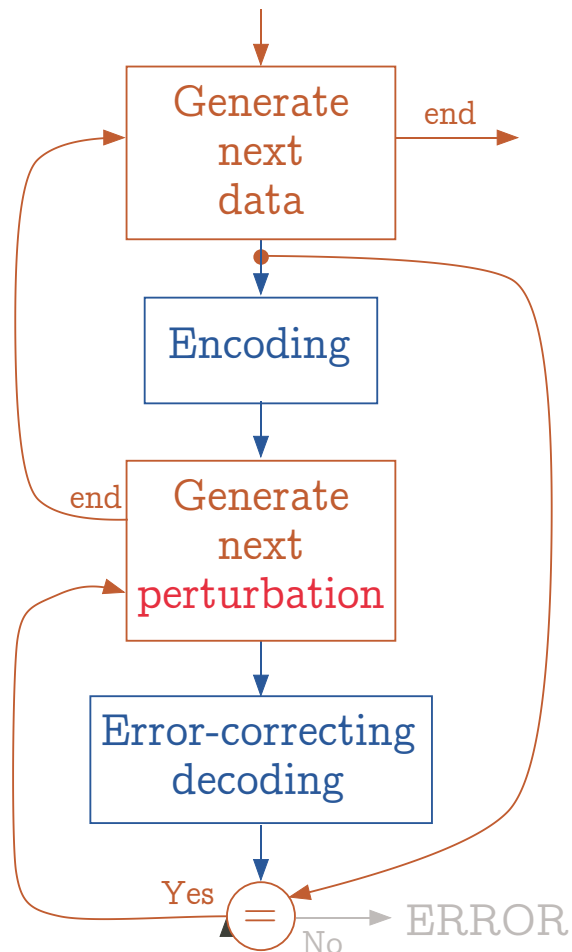 Generate
next
data
end
Encoding
end
Generate
next
perturbation
Error-correcting
decoding
Yes
=
No
ERROR